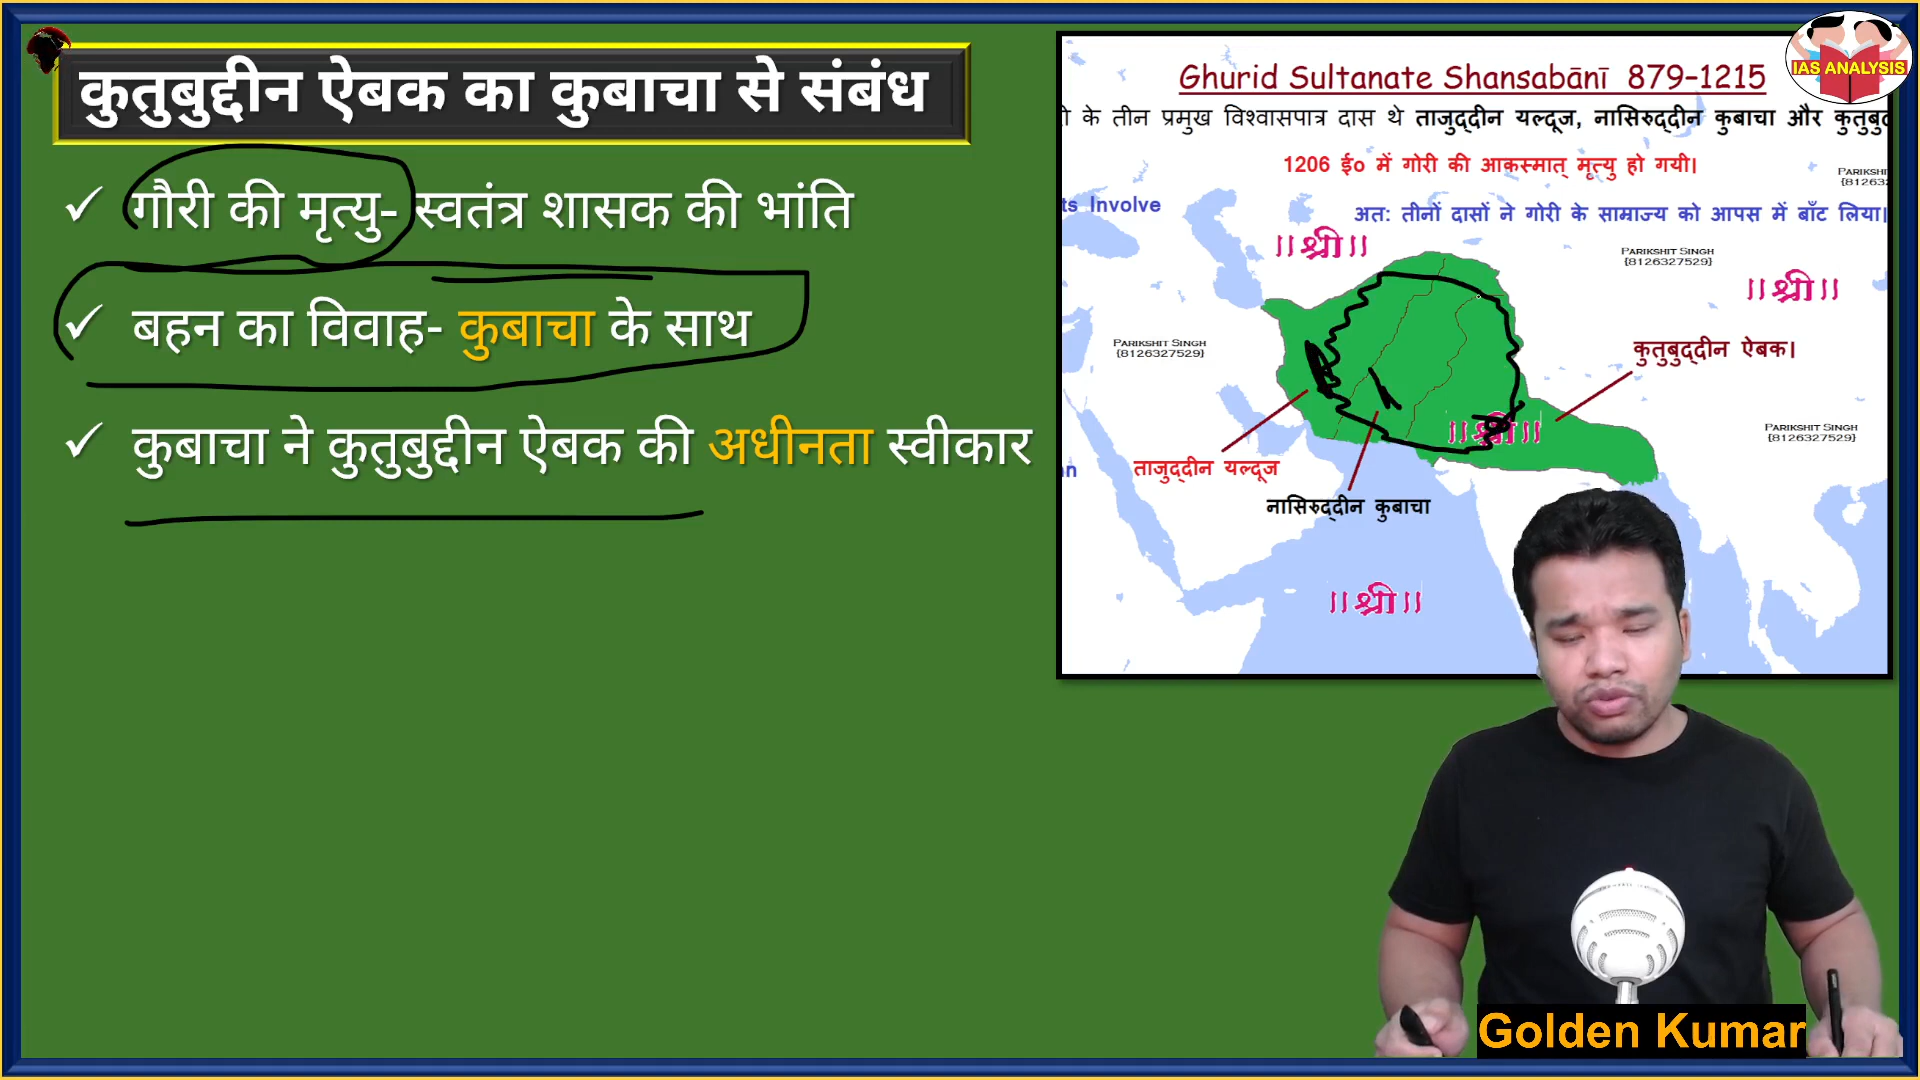 कुतुबुद्दीन ऐबक का कुबाचा से संबंध
✓ गौरी की मृत्यु- स्वतंत्र शासक की भांति
✓ बहन का विवाह- कुबाचा के साथ
✓ कुबाचा ने कुतुबुद्दीन ऐबक की अधीनता स्वीकार
IAS ANALYSIS
Ghurid Sultanate Shansabānī 879-1215
के तीन प्रमुख विश्वासपात्र दास थे ताजुद्दीन यल्दूज, नासिरुद्दीन कुबाचा और
1206 ई० में गोरी की आकस्मात् मृत्यु हो गयी।
अत: तीनों दासों ने गोरी के साम्राज्य को आपस में बाँट लिया।
Involve
॥श्री॥
PARIKSHIT SINGH
{8126327529}
॥श्री॥
PARIKSHIT SINGH
{8126327529}
कुतुबुद्दीन ऐबक।
॥श्री॥
PARIKSHIT SINGH
{8126327529}
ताजुद्दीन यल्दूज
नासिरुद्दीन कुबाचा
॥श्री॥
Golden Kumar